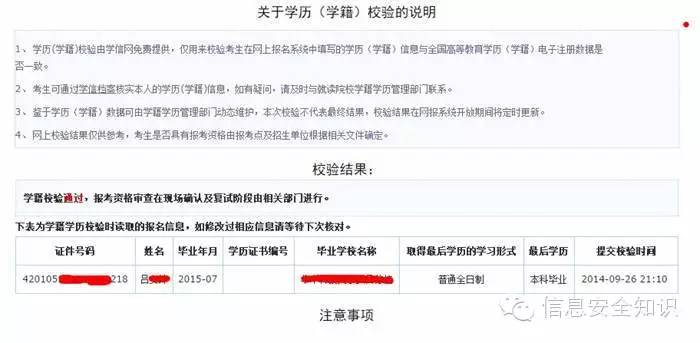 关于学历（学籍）校验的说明
1、学历(学籍)校验由学信网免费提供，仅用来校验考生在网上报名系统中填写的学历（学籍）信息与全国高等教育学历（学籍）电子注册数据是
否一致。
2、考生可通过学信档案核实本人的学历(学籍)信息，如有疑问，请及时与就读院校学籍学历管理部门联系。
3、鉴于学历（学籍）数据可由学籍学历管理部门动态维护，本次校验不代表最终结果，校验结果在网报系统开放期间将定时更新。
4、网上校验结果仅供参考，考生是否具有报考资格由报考点及招生单位根据相关文件确定。
校验结果：
学籍校验通过，报考资格审查在现场确认及复试阶段由相关部门进行。
下表为学籍学历校验时读取的报名信息，如修改过相应信息请等待下次核对。
证件号码 姓名 毕业年月 学历证书编号 毕业学校名称 取得最后学历的学习形式 最后学历 提交校验时间
420105 218 吕 2015-07 普通全日制 本科毕业 2014-09-26 21:10
信息安全知识
注意事项